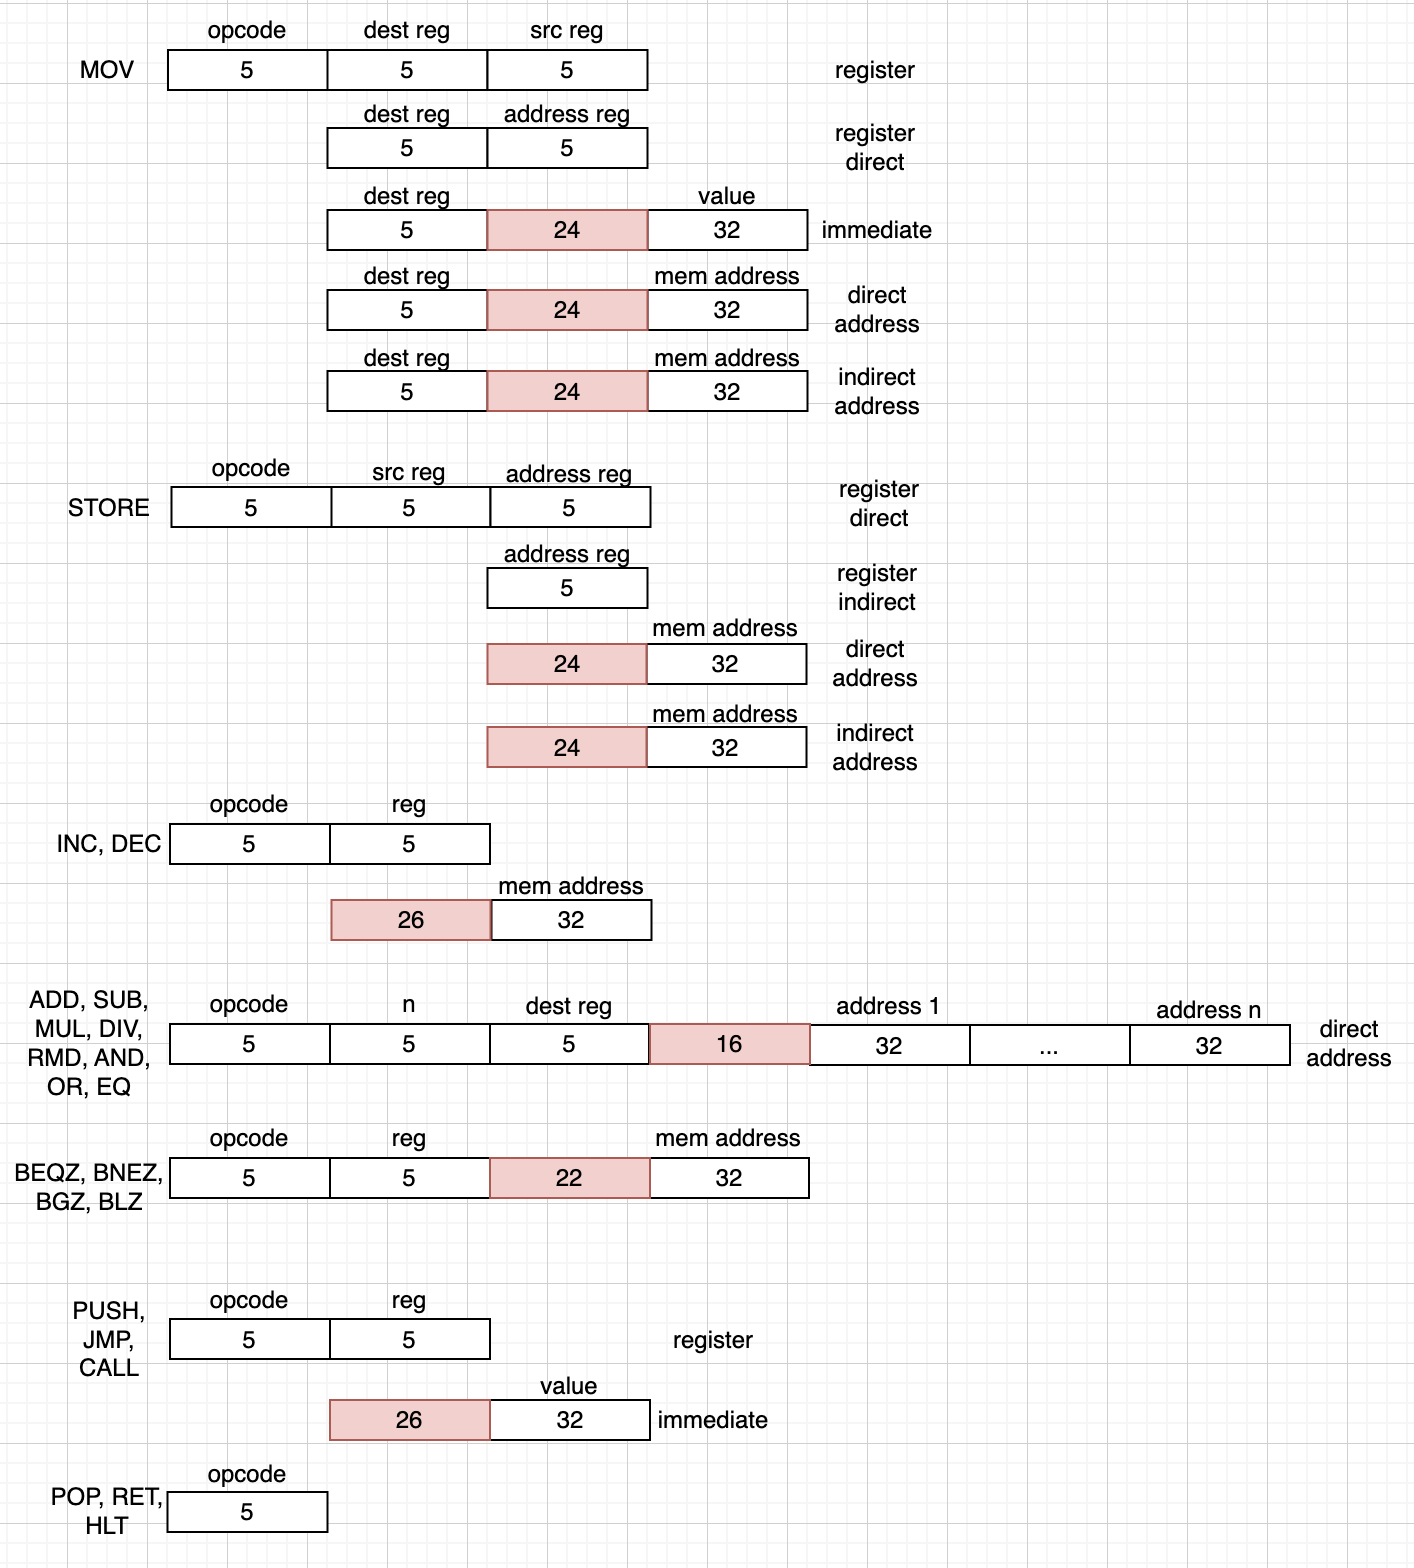 opcode dest reg src reg
MOV 5 5 5 register
dest reg address reg
5 5 register
direct
dest reg value
5 24 32 immediate
dest reg mem address
5 24 32 direct
address
dest reg mem address
5 24 32 indirect
address
opcode src reg address reg
STORE 5 5 5 register
direct
address reg
5 register
indirect
mem address
24 32 direct
address
mem address
24 32 indirect
address
opcode reg
INC, DEC 5 5
mem address
26 32
opcode n dest reg address 1 address n
ADD, SUB,
MUL, DIV,
RMD, AND,
OR, EQ
5 5 5 16 32 ... 32
direct
address
opcode reg mem address
BEQZ, BNEZ,
BGZ, BLZ
5 5 22 32
opcode reg
PUSH,
JMP,
CALL
5 5 register
value
26 32 immediate
opcode
POP, RET,
HLT
5